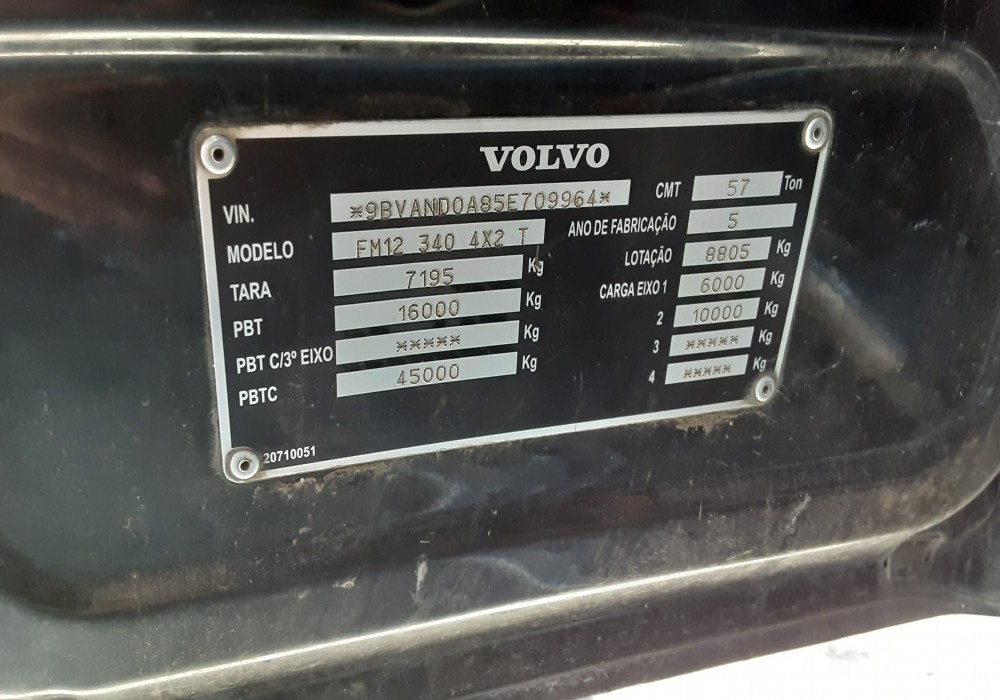 VOLVO
VIN. *9BVAND0A85E709964*
MODELO FM12 340 4X2 T
TARA 7195 Kg
PBT 16000 Kg
PBT C/3º EIXO ***** Kg
PBTC 45000 Kg
CMT 57 Ton
ANO DE FABRICAÇÃO 5
LOTAÇÃO 8805 Kg
CARGA EIXO 1 6000 Kg
2 10000 Kg
3 ***** Kg
4 ***** Kg
20710051